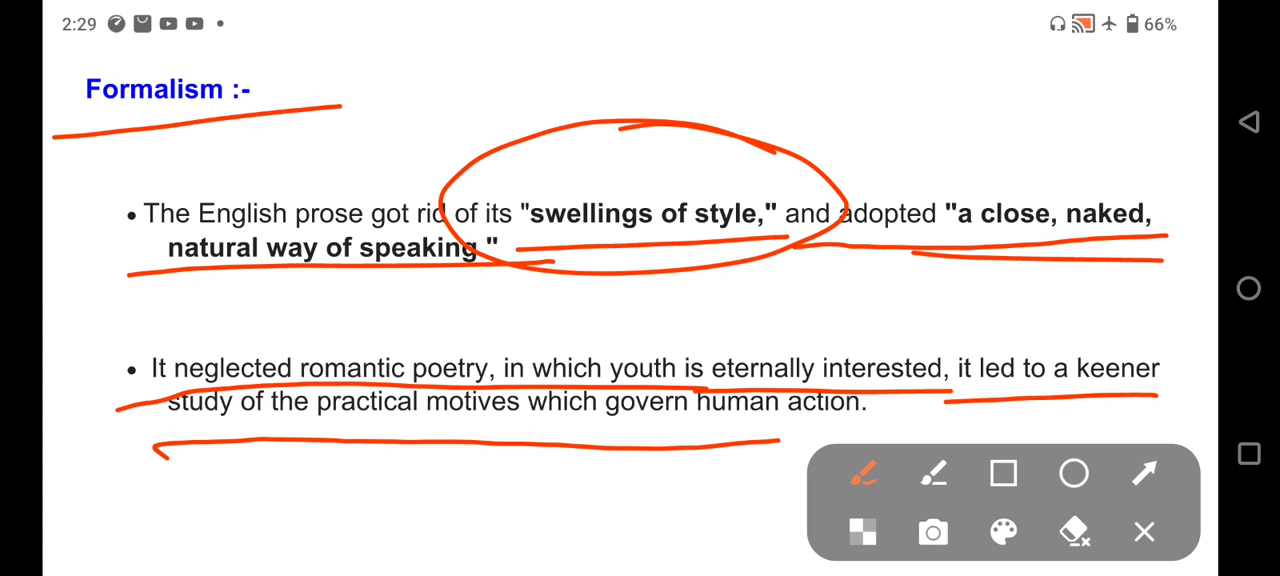 2:29
66%
Formalism :-
• The English prose got rid of its "swellings of style," and adopted "a close, naked,
natural way of speaking "
• It neglected romantic poetry, in which youth is eternally interested, it led to a keener
study of the practical motives which govern human action.